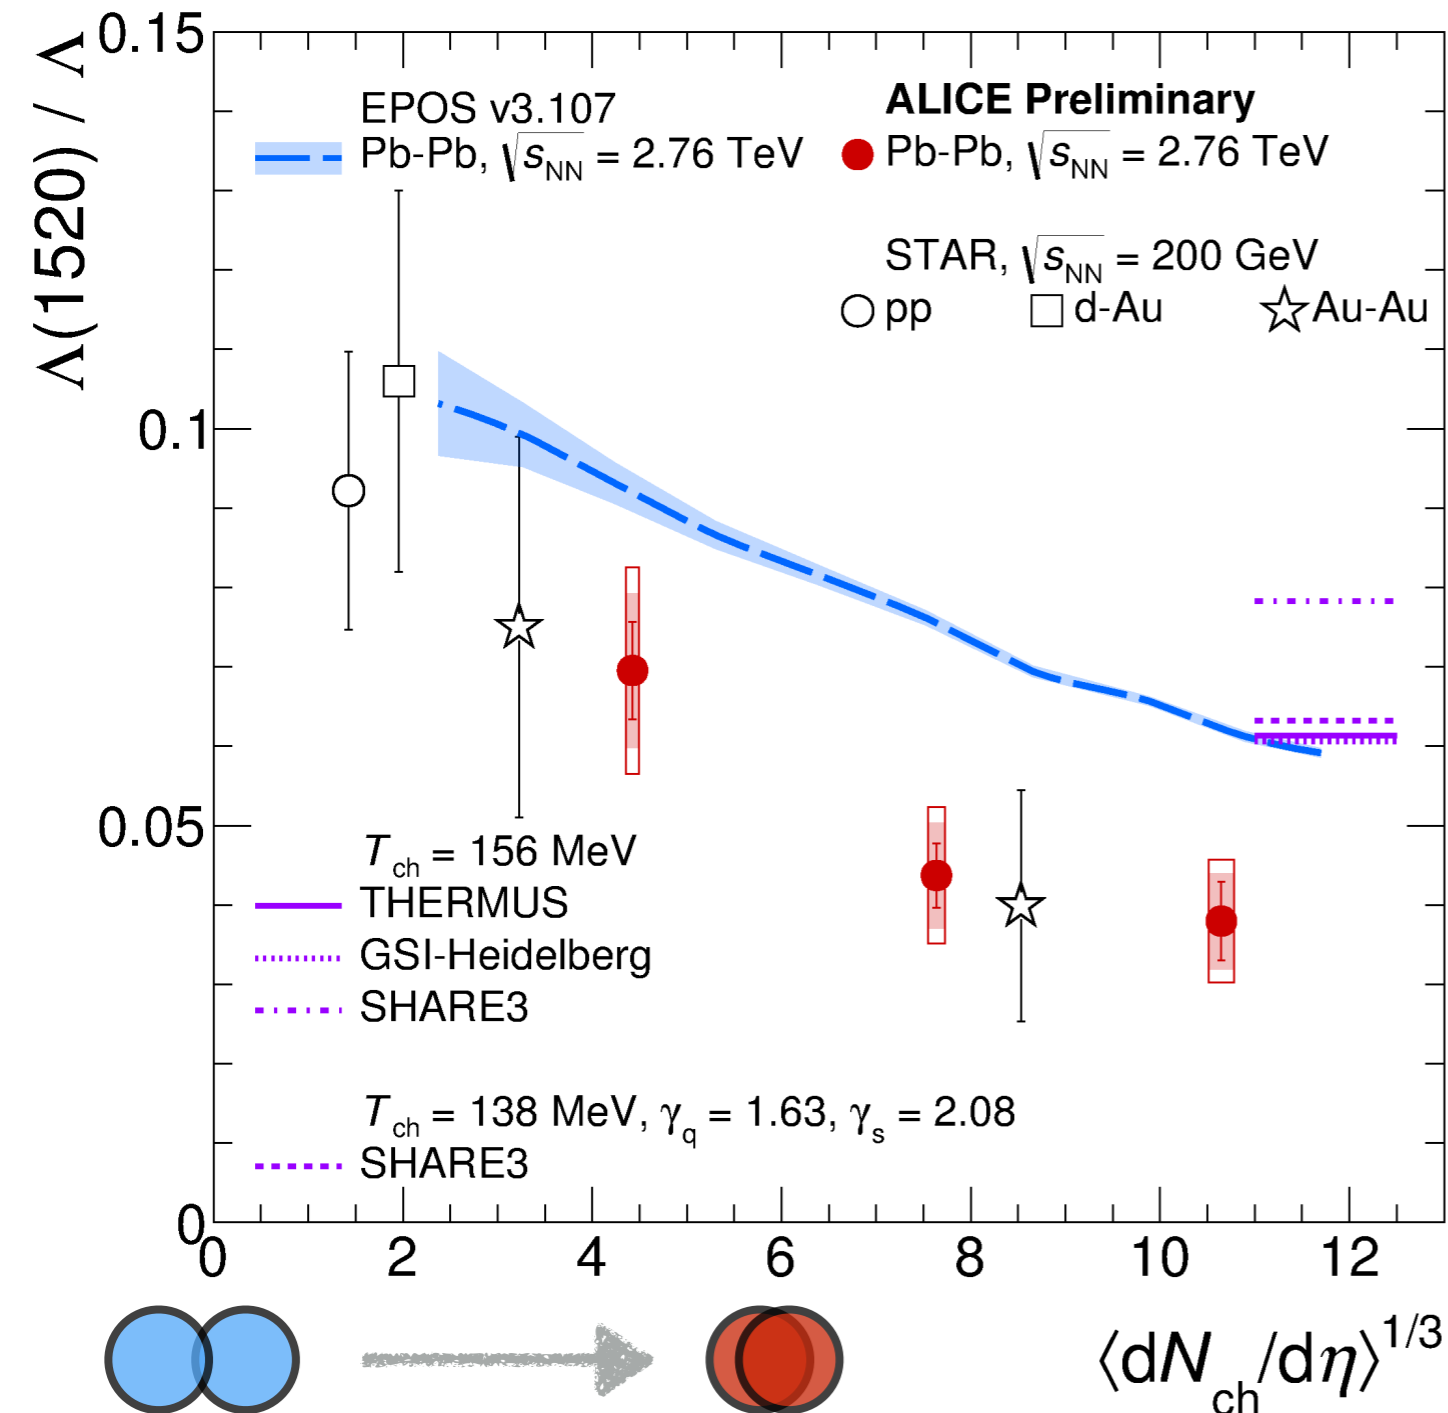 Λ(1520) / Λ
0.15
0.1
0.05
0
EPOS v3.107
Pb-Pb, √sNN = 2.76 TeV
ALICE Preliminary
Pb-Pb, √sNN = 2.76 TeV
STAR, √sNN = 200 GeV
pp d-Au Au-Au
Tch = 156 MeV
THERMUS
GSI-Heidelberg
SHARE3
Tch = 138 MeV, γq = 1.63, γs = 2.08
SHARE3
0 2 4 6 8 10 12
⟨dNch/dη⟩1/3